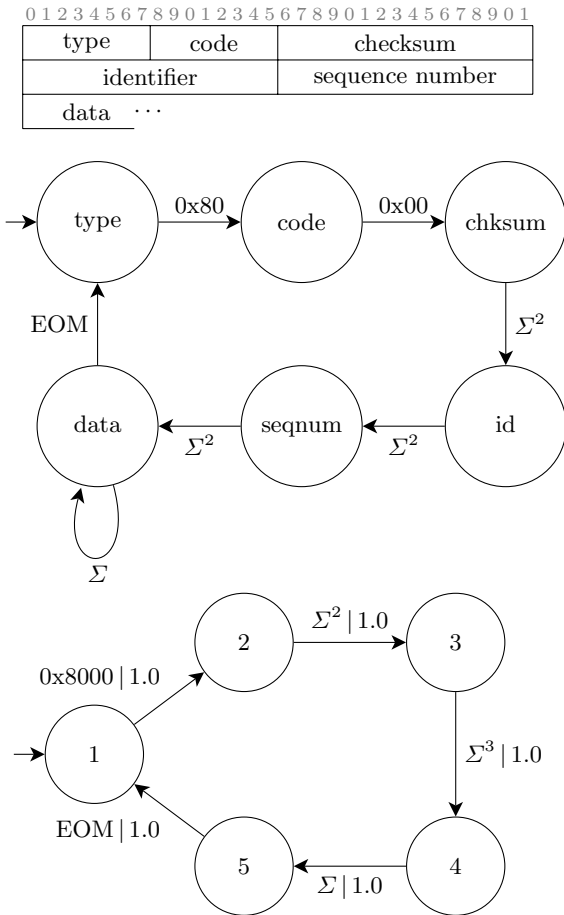 0 1 2 3 4 5 6 7 8 9 0 1 2 3 4 5 6 7 8 9 0 1 2 3 4 5 6 7 8 9 0 1
type code checksum
identifier sequence number
data ···
type 0x80 code 0x00 chksum
EOM Σ²
data Σ² seqnum Σ² id
Σ
2 Σ² | 1.0 3
0x8000 | 1.0
1 Σ³ | 1.0
EOM | 1.0
5 Σ | 1.0 4